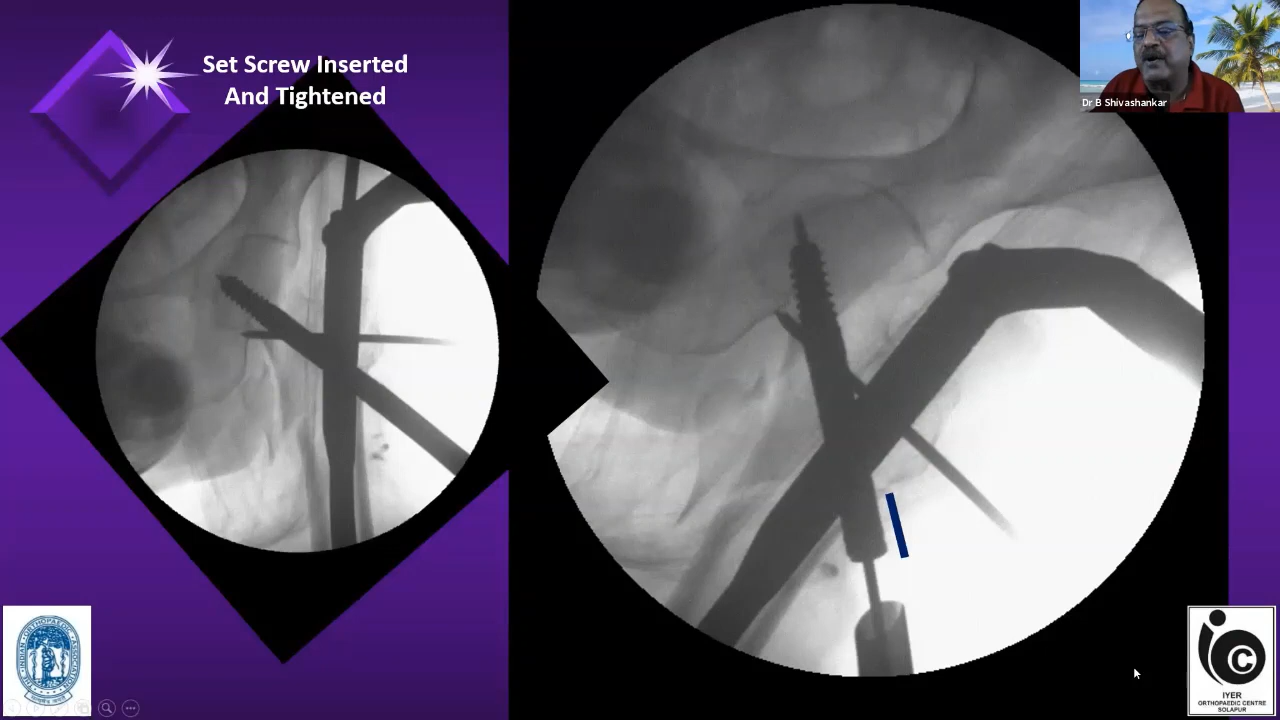 Set Screw Inserted
And Tightened
Dr B Shivashankar
IYER
ORTHOPAEDIC CENTRE
SOLAPUR